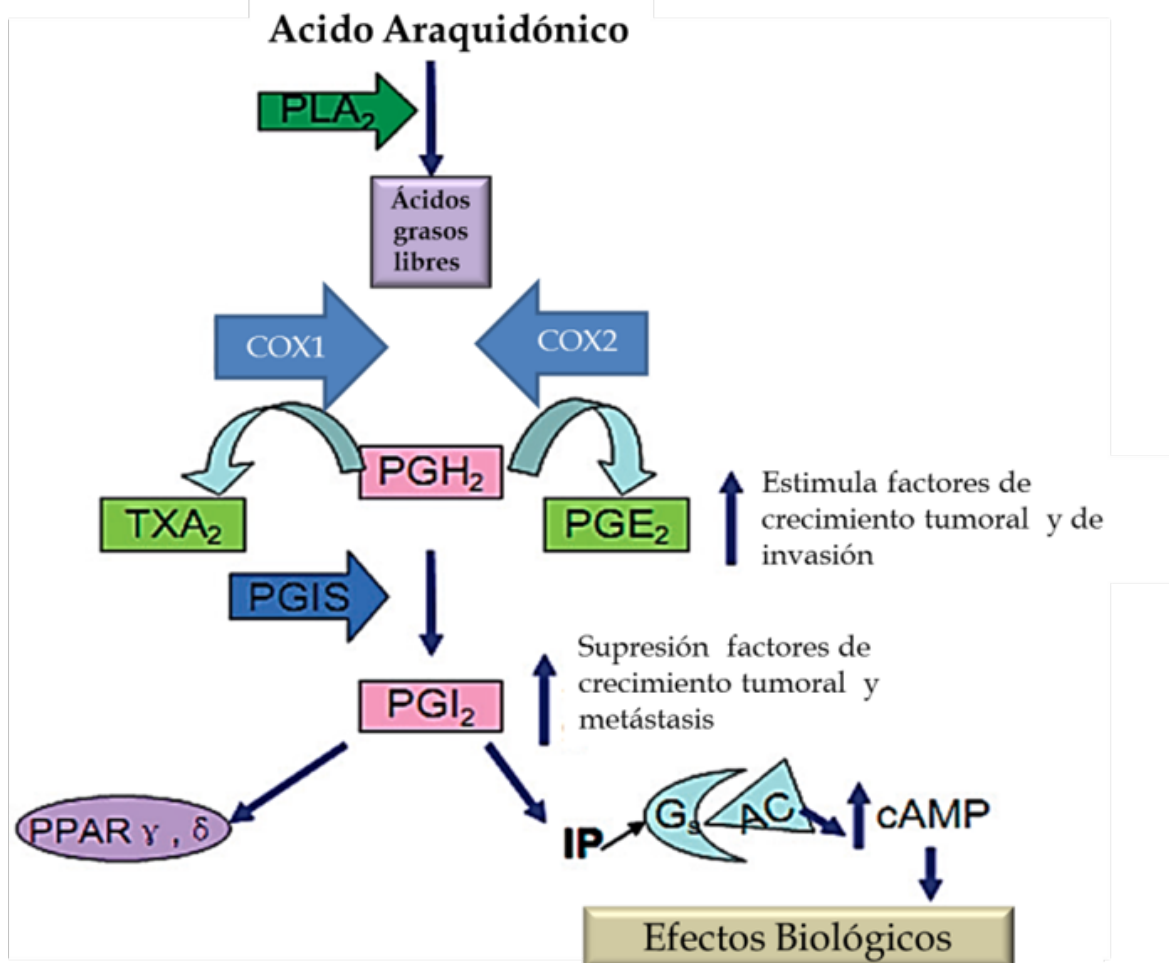 Acido Araquidónico
PLA₂
Ácidos
grasos
libres
COX1
COX2
PGH₂
TXA₂
PGE₂
Estimula factores de
crecimiento tumoral y de
invasión
PGIS
Supresión factores de
crecimiento tumoral y
metástasis
PGI₂
PPAR γ , δ
IP
Gₛ
AC
cAMP
Efectos Biológicos